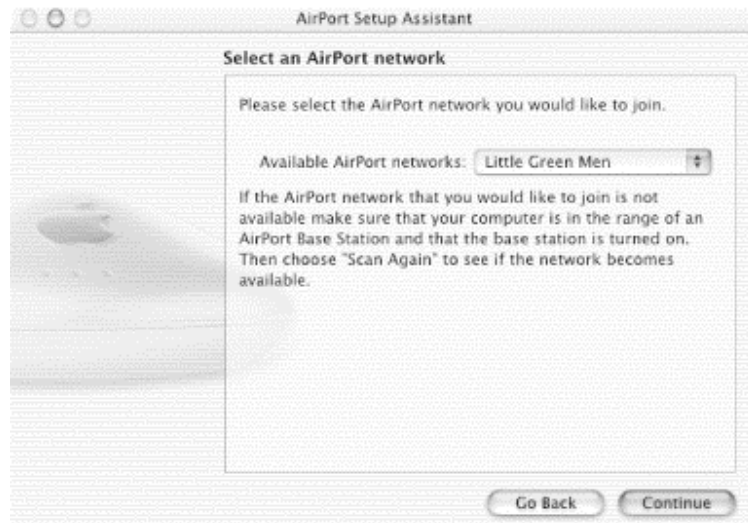 AirPort Setup Assistant
Select an AirPort network
Please select the AirPort network you would like to join.
Available AirPort networks: Little Green Men
If the AirPort network that you would like to join is not
available make sure that your computer is in the range of an
AirPort Base Station and that the base station is turned on.
Then choose "Scan Again" to see if the network becomes
available.
Go Back Continue